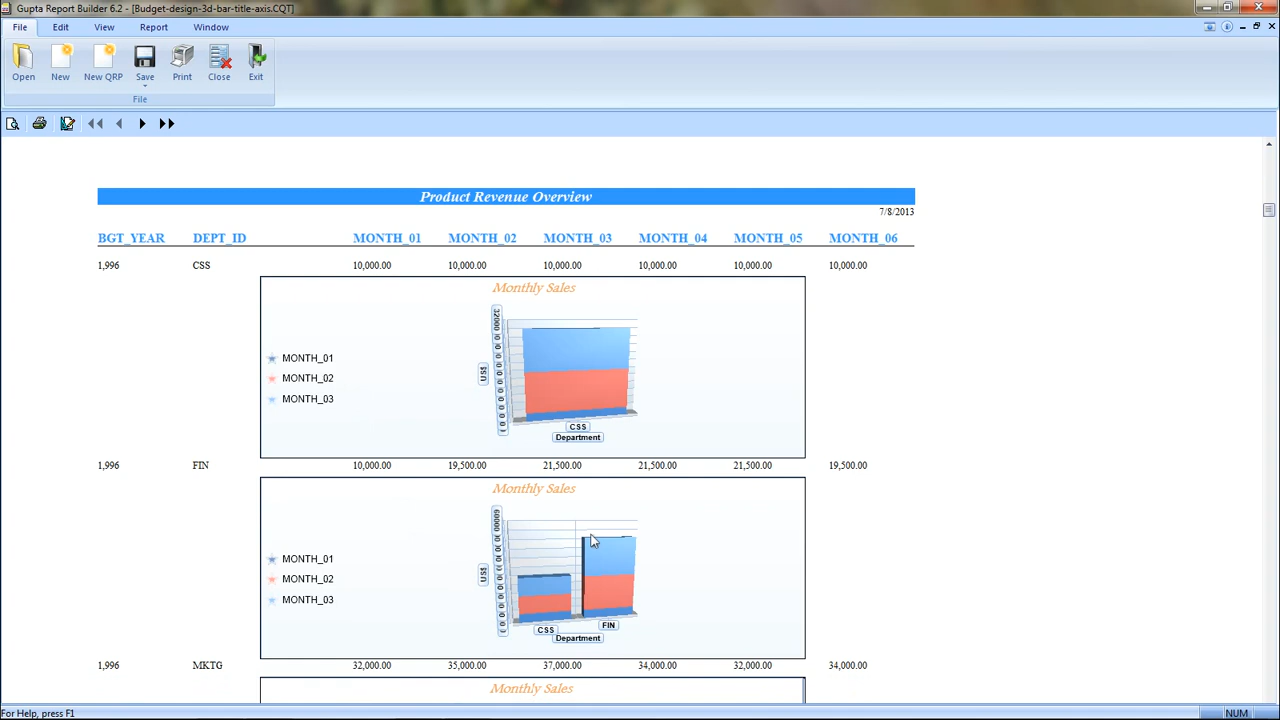 Gupta Report Builder 6.2 - [Budget-design-3d-bar-title-axis.CQT]
File Edit View Report Window
Open New New QRP Save Print Close Exit
File
Product Revenue Overview
7/8/2013
BGT_YEAR DEPT_ID MONTH_01 MONTH_02 MONTH_03 MONTH_04 MONTH_05 MONTH_06
1,996 CSS 10,000.00 10,000.00 10,000.00 10,000.00 10,000.00 10,000.00
Monthly Sales
32000
MONTH_01
US$
MONTH_02
MONTH_03
CSS
Department
1,996 FIN 10,000.00 19,500.00 21,500.00 21,500.00 21,500.00 19,500.00
Monthly Sales
60000
MONTH_01
US$
MONTH_02
MONTH_03
CSS FIN
Department
1,996 MKTG 32,000.00 35,000.00 37,000.00 34,000.00 32,000.00 34,000.00
Monthly Sales
For Help, press F1 NUM